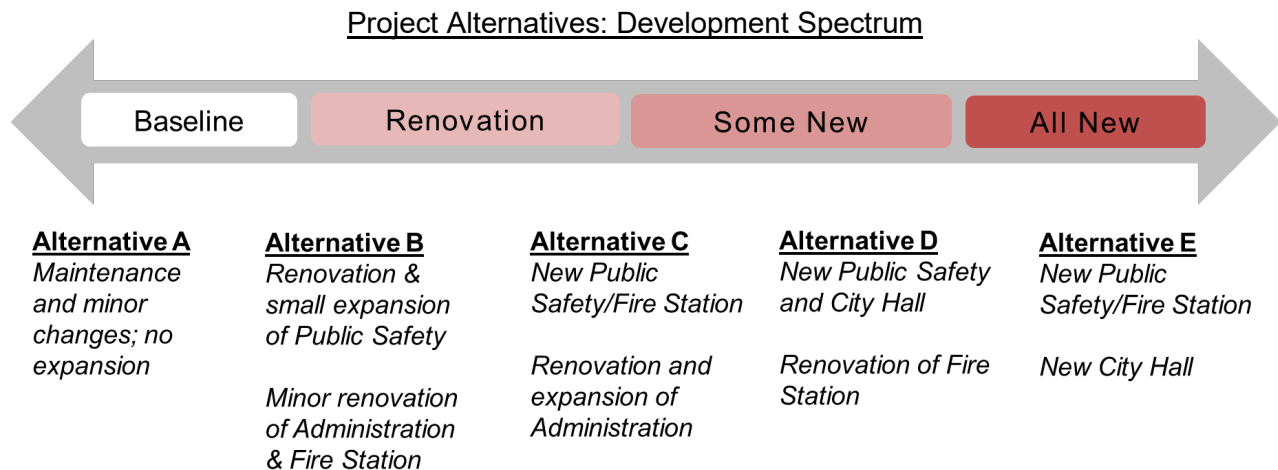 Project Alternatives: Development Spectrum
Baseline
Renovation
Some New
All New
Alternative A
Maintenance
and minor
changes; no
expansion
Alternative B
Renovation &
small expansion
of Public Safety
Minor renovation
of Administration
& Fire Station
Alternative C
New Public
Safety/Fire Station
Renovation and
expansion of
Administration
Alternative D
New Public Safety
and City Hall
Renovation of Fire
Station
Alternative E
New Public
Safety/Fire Station
New City Hall